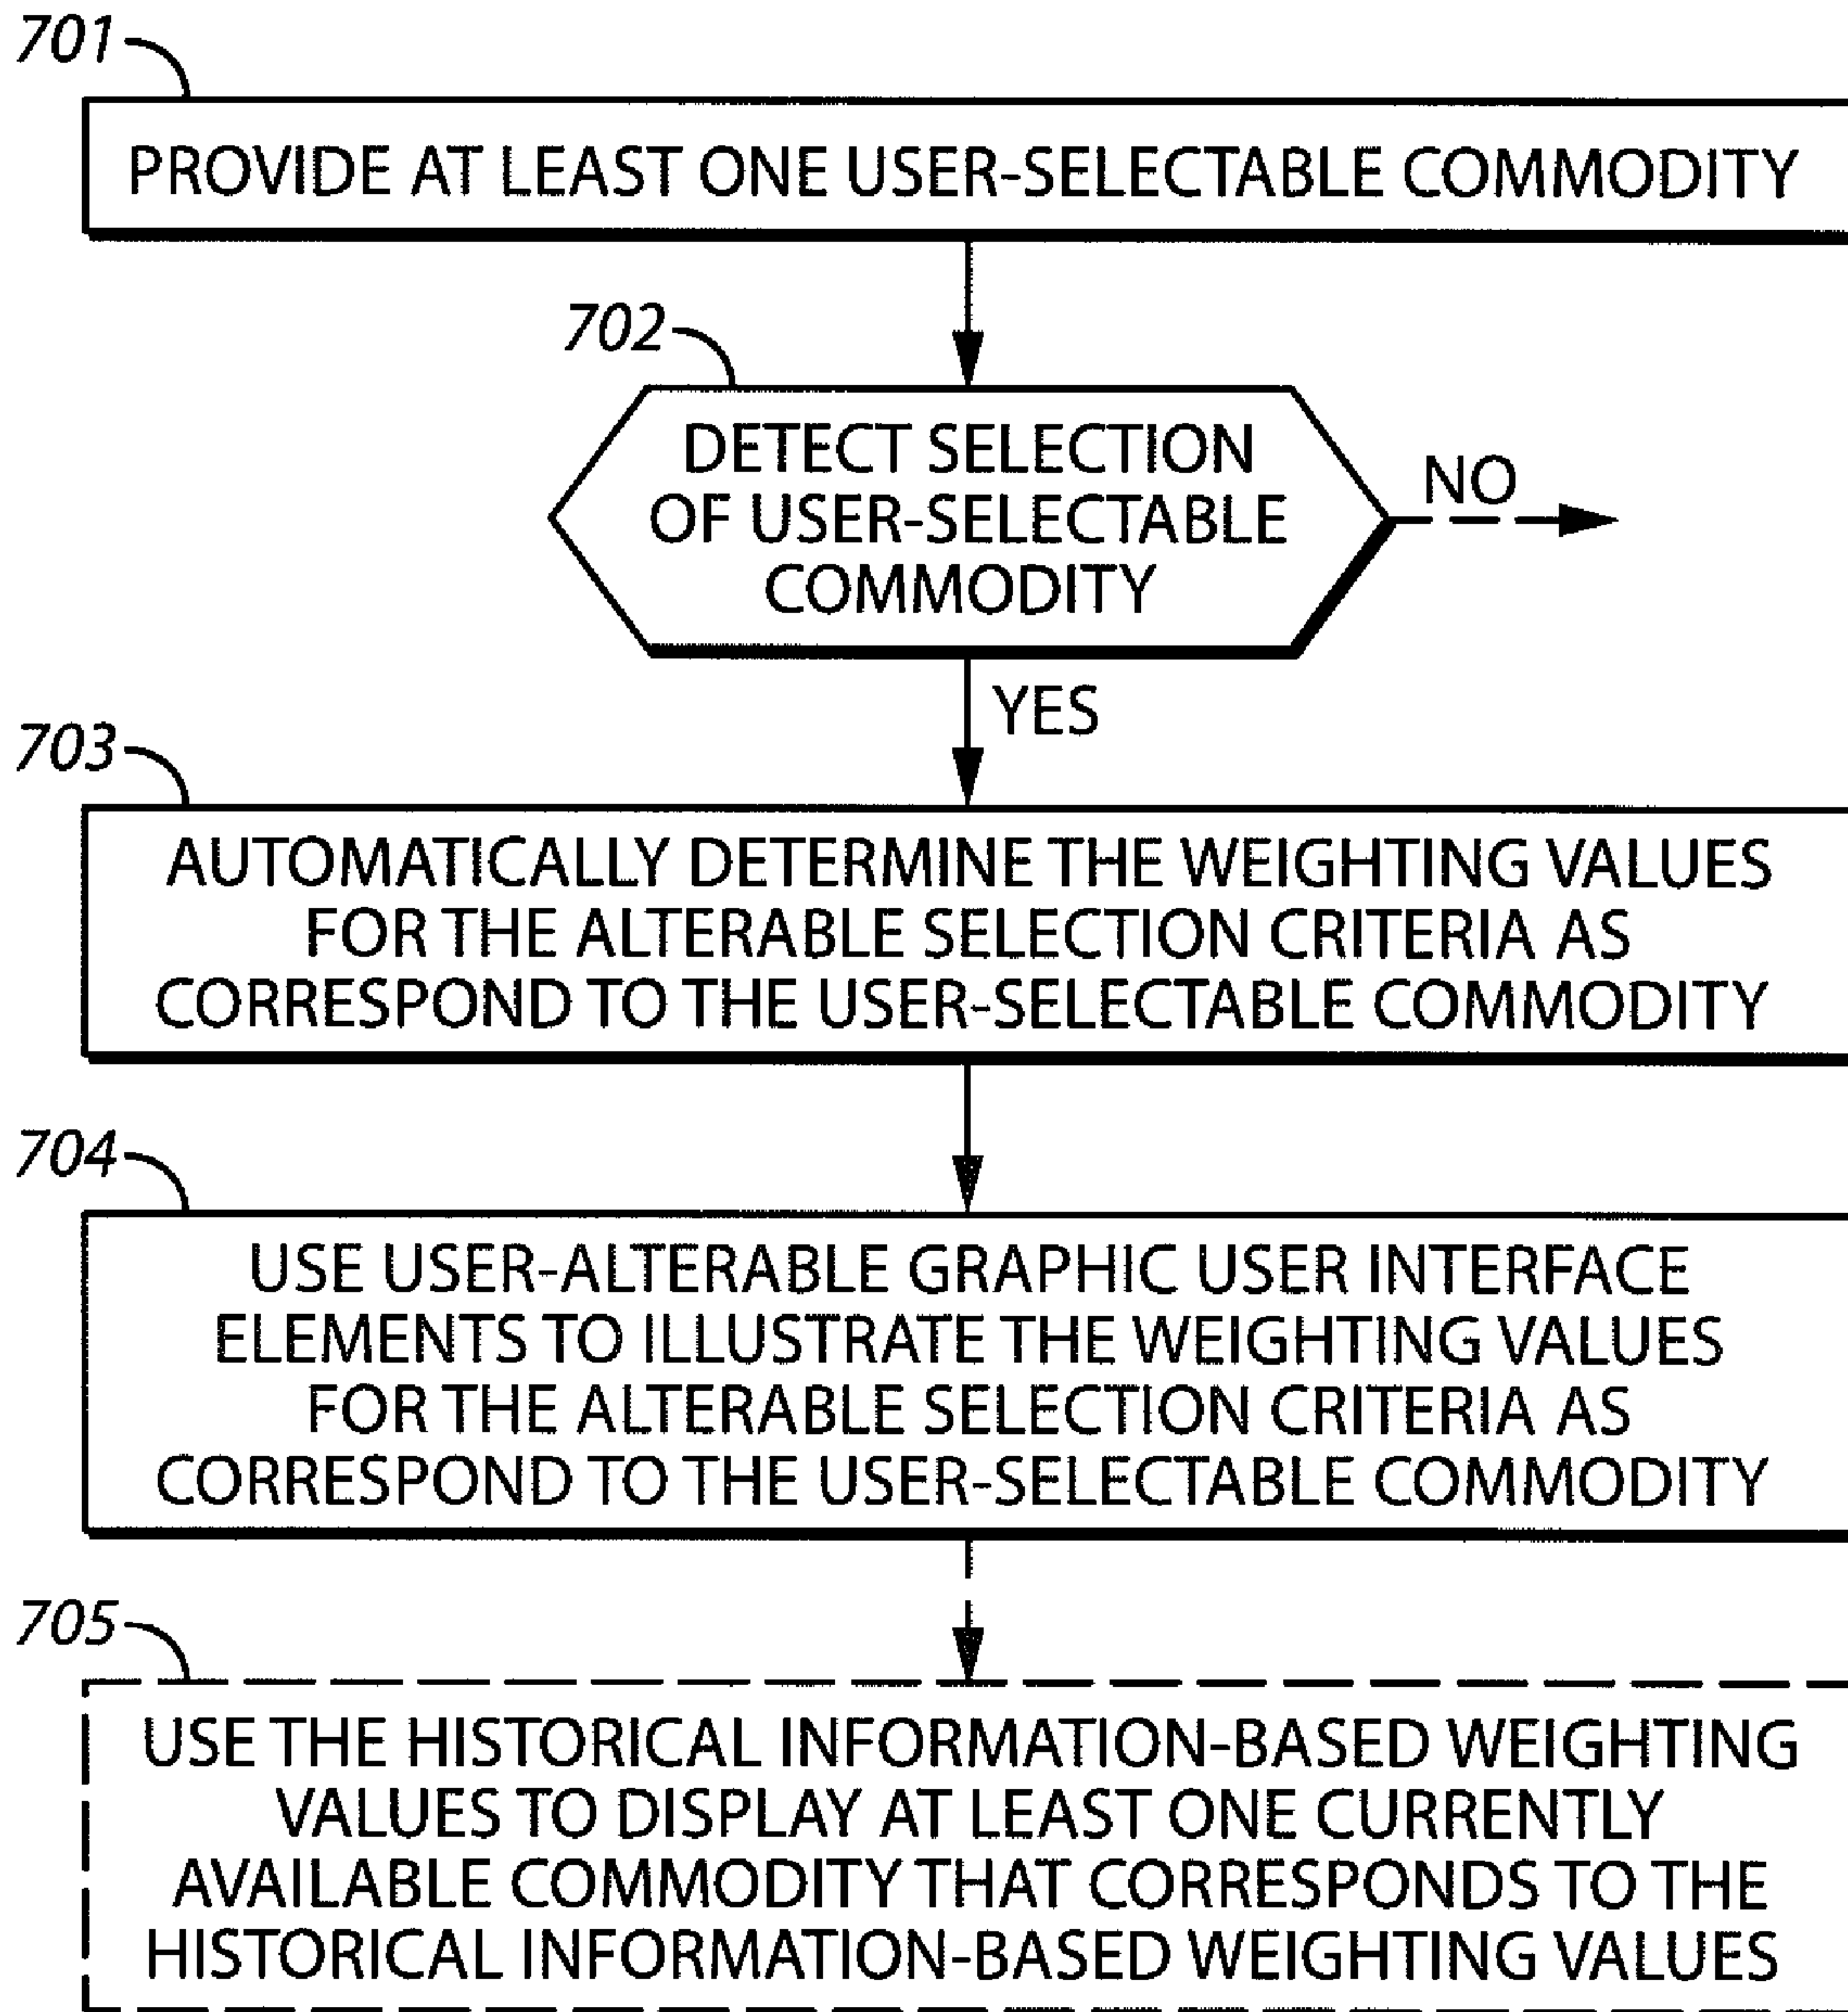 701
PROVIDE AT LEAST ONE USER-SELECTABLE COMMODITY
702
DETECT SELECTION
OF USER-SELECTABLE
COMMODITY
NO
YES
703
AUTOMATICALLY DETERMINE THE WEIGHTING VALUES
FOR THE ALTERABLE SELECTION CRITERIA AS
CORRESPOND TO THE USER-SELECTABLE COMMODITY
704
USE USER-ALTERABLE GRAPHIC USER INTERFACE
ELEMENTS TO ILLUSTRATE THE WEIGHTING VALUES
FOR THE ALTERABLE SELECTION CRITERIA AS
CORRESPOND TO THE USER-SELECTABLE COMMODITY
705
USE THE HISTORICAL INFORMATION-BASED WEIGHTING
VALUES TO DISPLAY AT LEAST ONE CURRENTLY
AVAILABLE COMMODITY THAT CORRESPONDS TO THE
HISTORICAL INFORMATION-BASED WEIGHTING VALUES